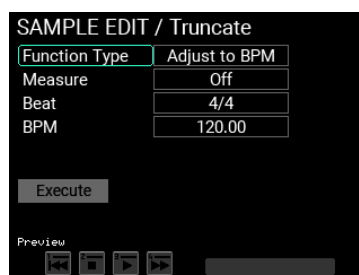 SAMPLE EDIT / Truncate
Function Type Adjust to BPM
Measure Off
Beat 4/4
BPM 120.00
Execute
Preview